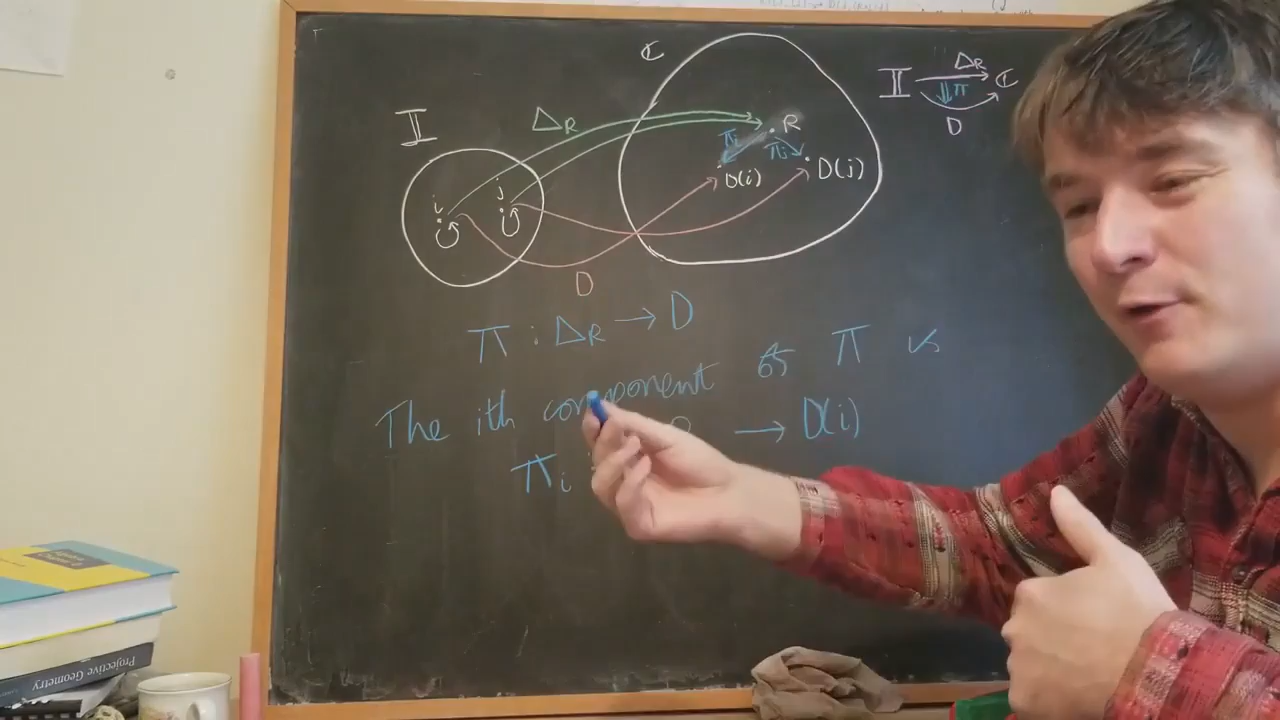 ℂ
Δ_R
𝕀 ℂ
π
D
𝕀
Δ_R
R
π_i π_j
D(i) D(j)
i j
D
π : Δ_R → D
The ith component of π is
π_i → D(i)
Projective Geometry